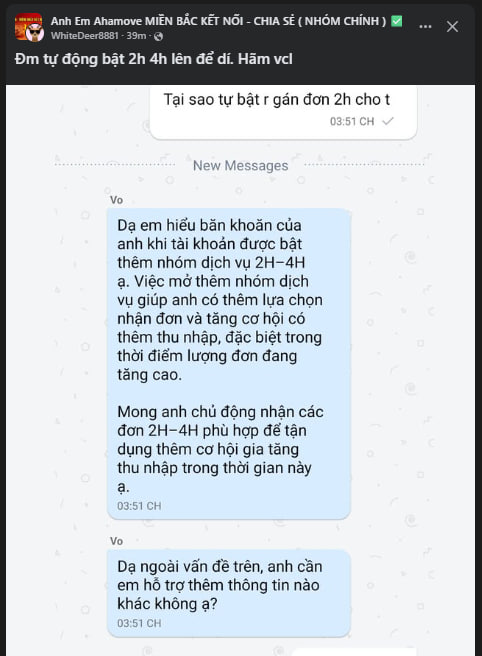 Anh Em Ahamove MIỀN BẮC KẾT NỐI - CHIA SẺ ( NHÓM CHÍNH ) ✅
WhiteDeer8881 · 39m ·
Đm tự động bật 2h 4h lên để dí. Hãm vcl
Tại sao tự bật r gán đơn 2h cho t
03:51 CH
New Messages
Vo
Dạ em hiểu băn khoăn của
anh khi tài khoản được bật
thêm nhóm dịch vụ 2H–4H
ạ. Việc mở thêm nhóm dịch
vụ giúp anh có thêm lựa chọn
nhận đơn và tăng cơ hội có
thêm thu nhập, đặc biệt trong
thời điểm lượng đơn đang
tăng cao.
Mong anh chủ động nhận các
đơn 2H–4H phù hợp để tận
dụng thêm cơ hội gia tăng
thu nhập trong thời gian này
ạ.
03:51 CH
Vo
Dạ ngoài vấn đề trên, anh cần
em hỗ trợ thêm thông tin nào
khác không ạ?
03:51 CH